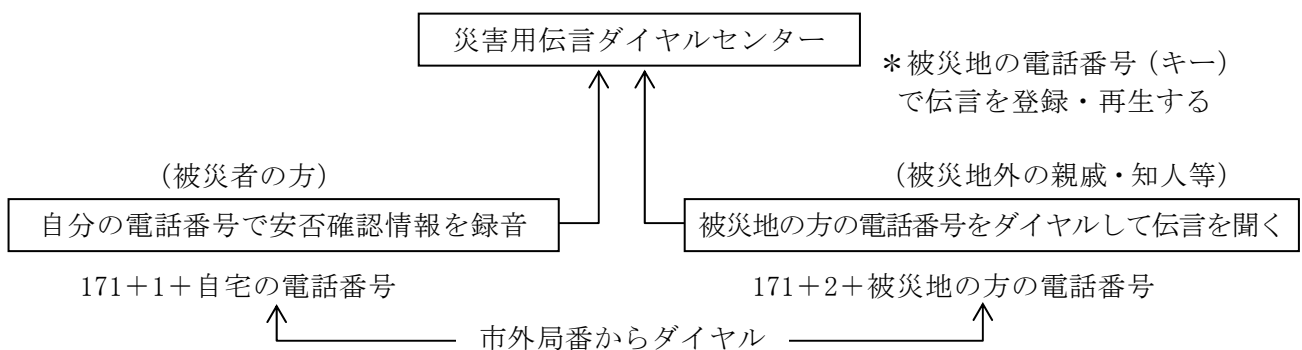 災害用伝言ダイヤルセンター
＊被災地の電話番号（キー）
で伝言を登録・再生する
（被災者の方）
自分の電話番号で安否確認情報を録音
171＋1＋自宅の電話番号
（被災地外の親戚・知人等）
被災地の方の電話番号をダイヤルして伝言を聞く
171＋2＋被災地の方の電話番号
市外局番からダイヤル